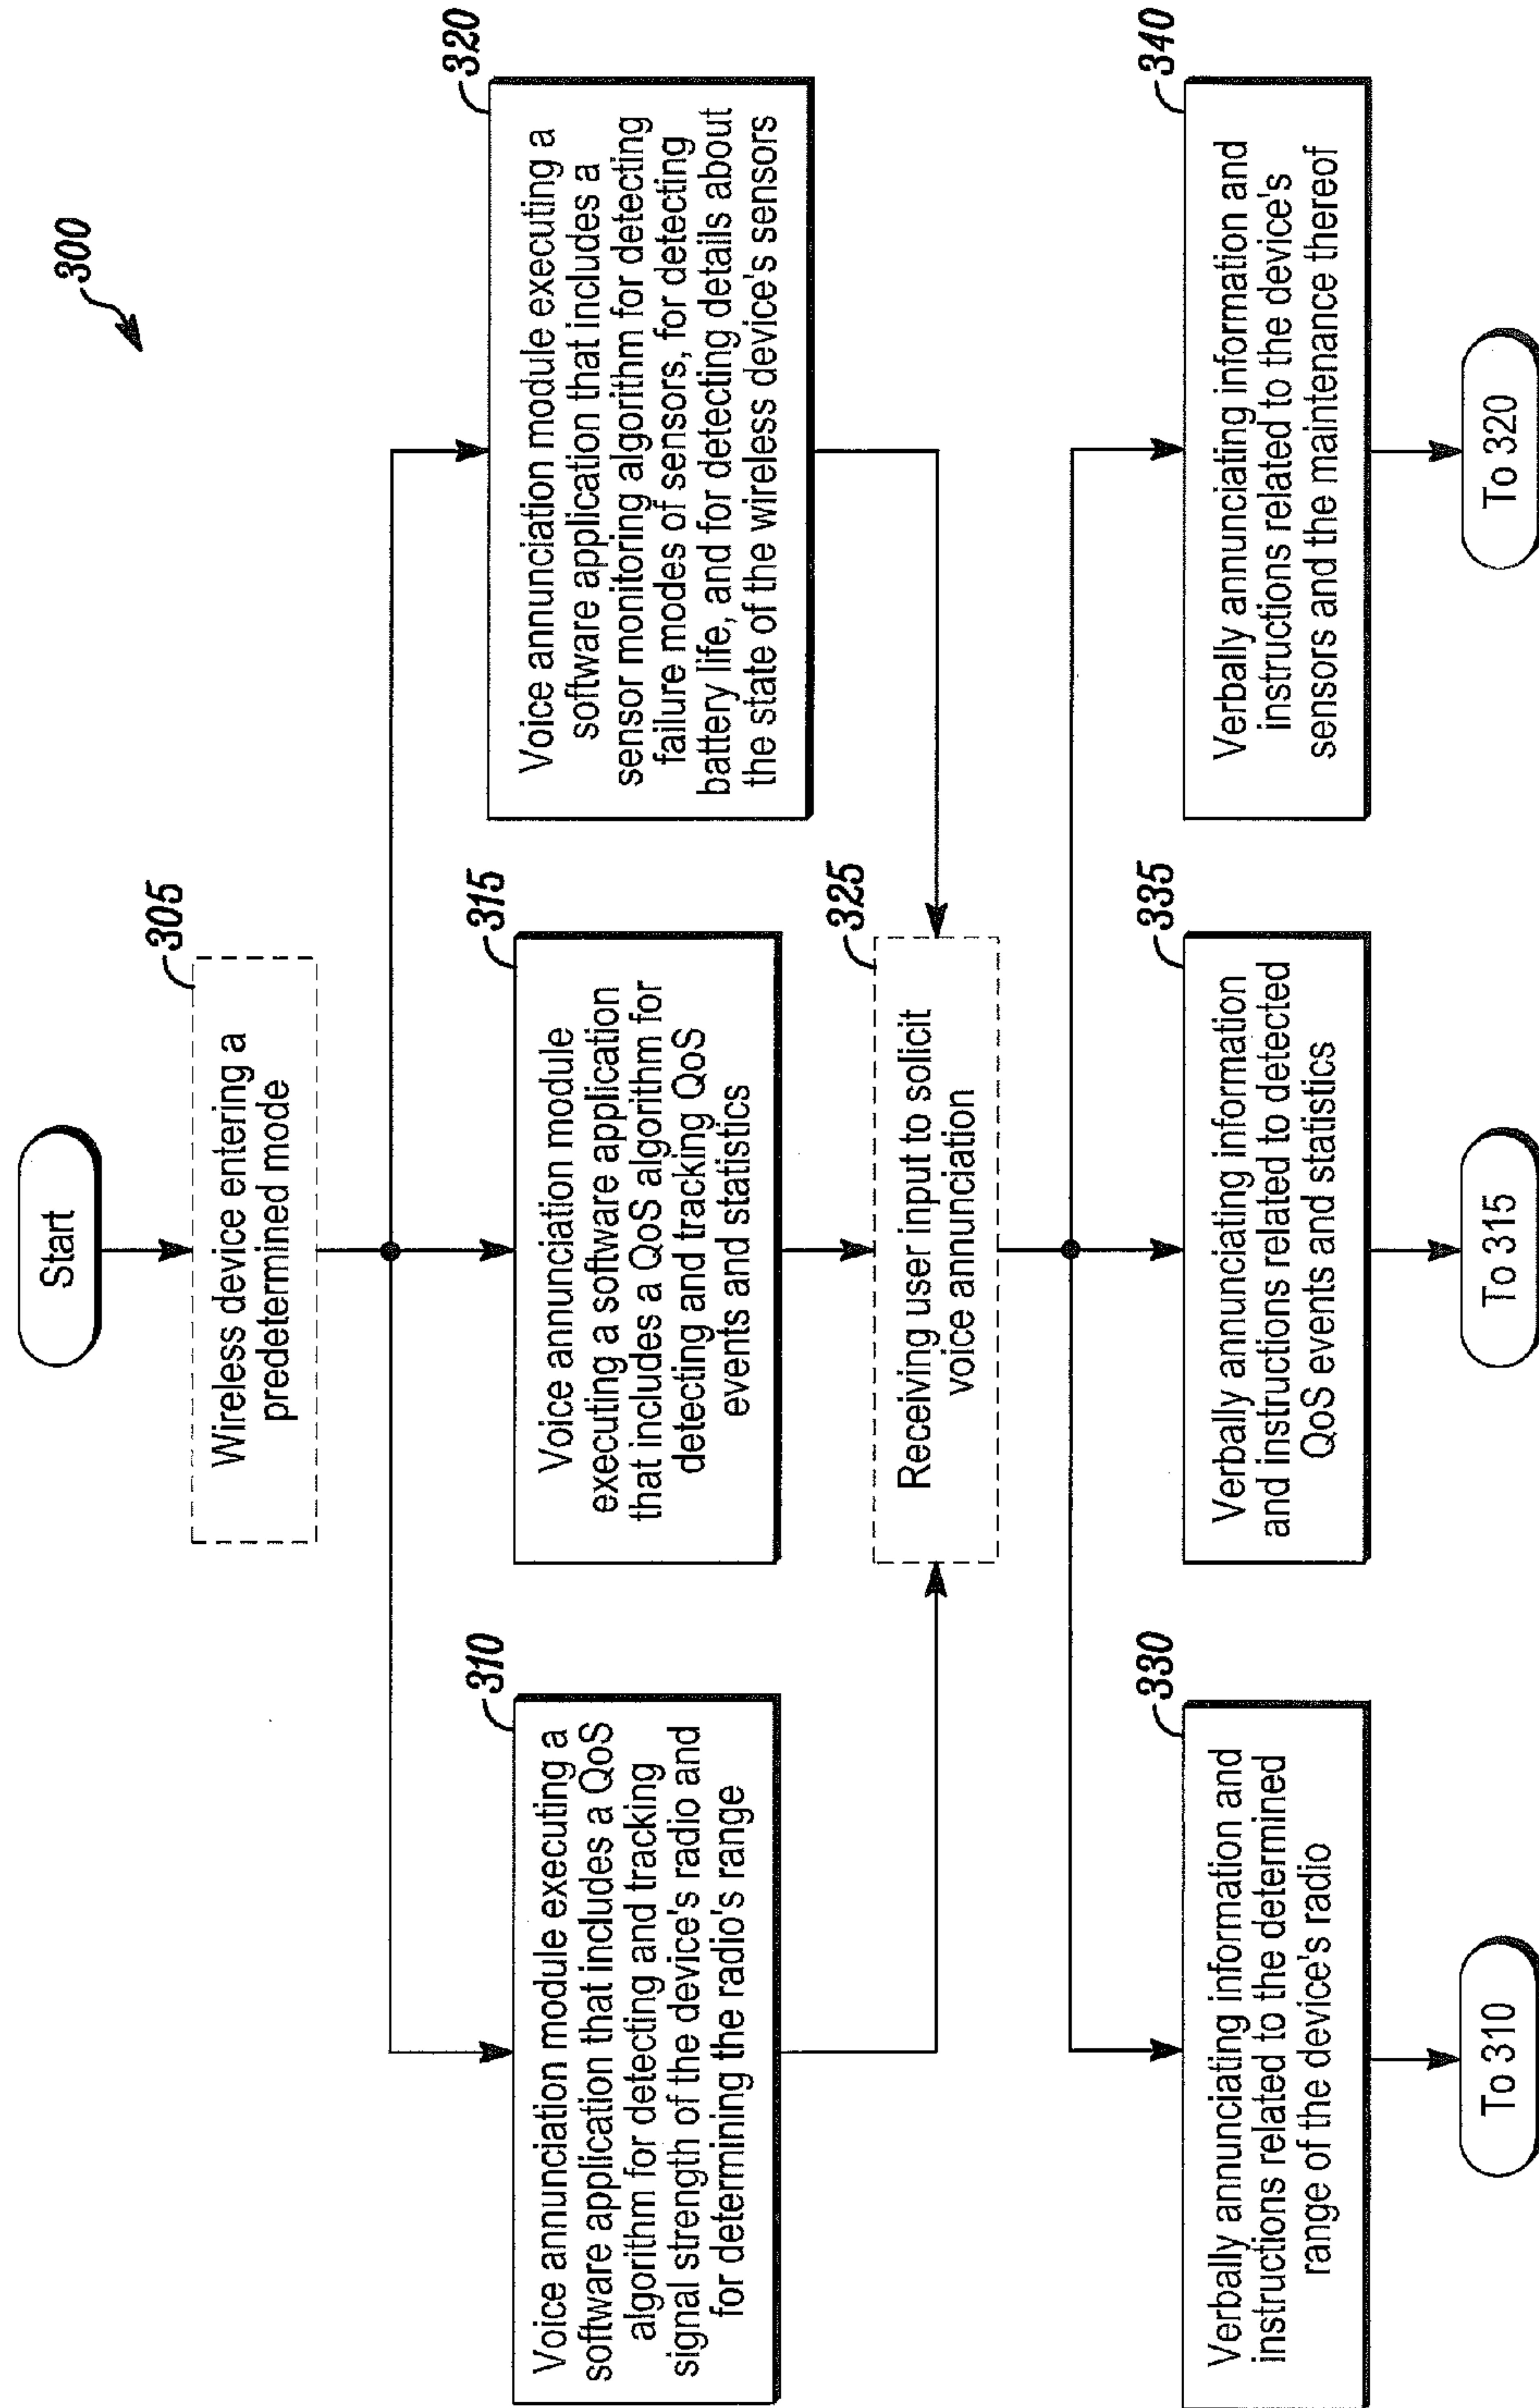 300
Start
305
Wireless device entering a
predetermined mode
310
Voice annunciation module executing a
software application that includes a QoS
algorithm for detecting and tracking
signal strength of the device's radio and
for determining the radio's range
315
Voice annunciation module
executing a software application
that includes a QoS algorithm for
detecting and tracking QoS
events and statistics
320
Voice annunciation module executing a
software application that includes a
sensor monitoring algorithm for detecting
failure modes of sensors, for detecting
battery life, and for detecting details about
the state of the wireless device's sensors
325
Receiving user input to solicit
voice annunciation
330
Verbally annunciating information and
instructions related to the determined
range of the device's radio
335
Verbally annunciating information
and instructions related to detected
QoS events and statistics
340
Verbally annunciating information and
instructions related to the device's
sensors and the maintenance thereof
To 310
To 315
To 320